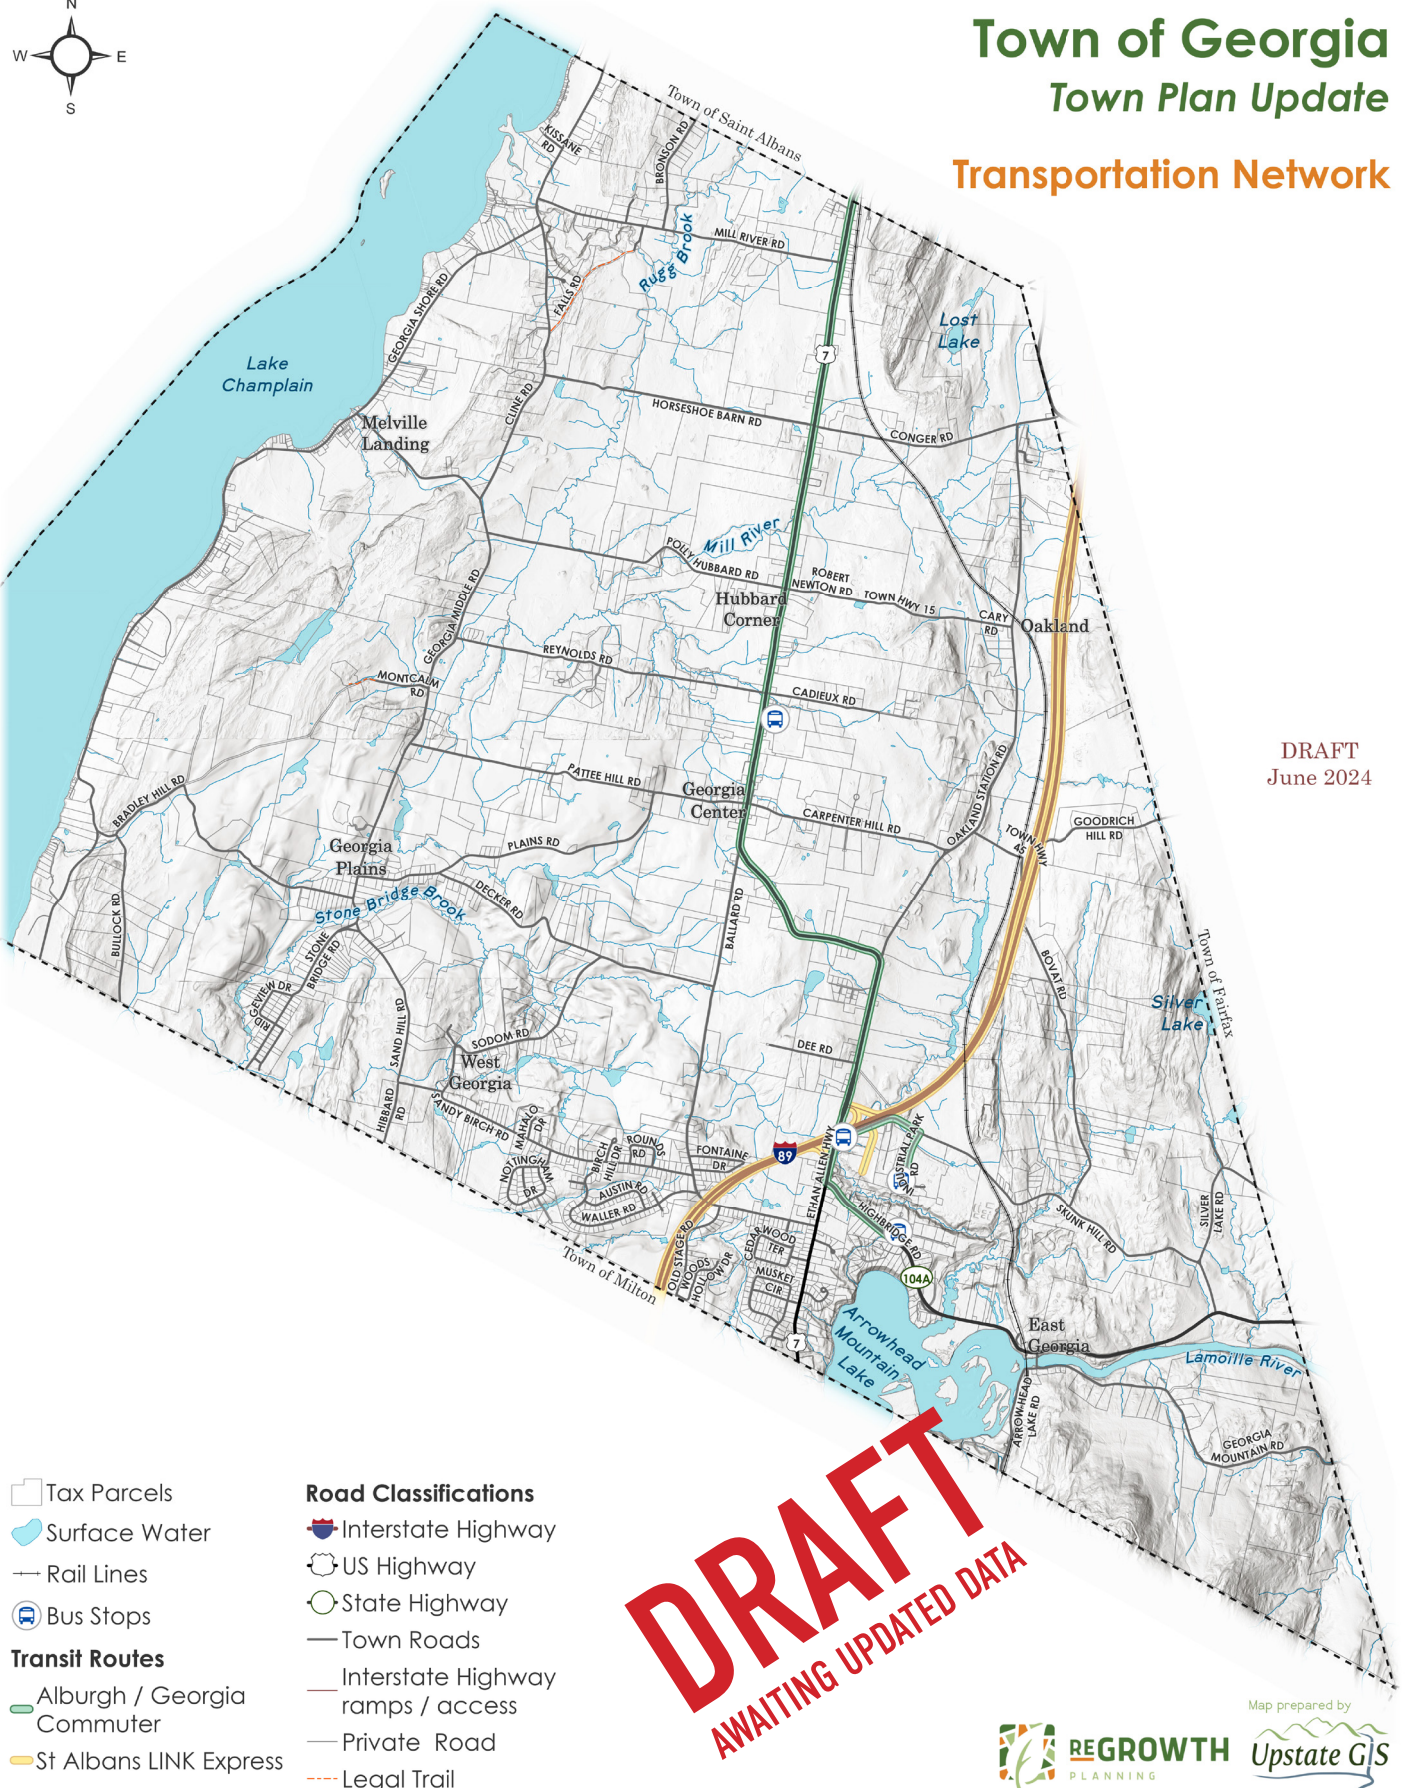 N
W
E
S
Town of Georgia
Town Plan Update
Transportation Network
Town of Saint Albans
KISSANE
RD
BRONSON RD
MILL RIVER RD
Rugg Brook
FALLS RD
GEORGIA SHORE RD
Lost
Lake
7
Lake
Champlain
CLINE RD
HORSESHOE BARN RD
CONGER RD
Melville
Landing
Mill River
POLLY
HUBBARD RD
ROBERT
NEWTON RD
TOWN HWY 15
Hubbard
Corner
CARY
RD
Oakland
GEORGIA MIDDLE RD
REYNOLDS RD
MONTCALM
RD
CADIEUX RD
DRAFT
June 2024
PATTEE HILL RD
Georgia
Center
BRADLEY HILL RD
CARPENTER HILL RD
OAKLAND STATION RD
TOWN HWY
45
GOODRICH
HILL RD
Georgia
Plains
PLAINS RD
DECKER RD
Stone Bridge Brook
BULLOCK RD
BALLARD RD
STONE
BRIDGE RD
RIDGEVIEW DR
BOVAT RD
Town of Fairfax
Silver
Lake
SAND HILL RD
SODOM RD
West
Georgia
DEE RD
HIBBARD
RD
SANDY BIRCH RD
MAHALO
DR
NOTTINGHAM
DR
BIRCH
HILL DR
ROUNDS
RD
FONTAINE
DR
89
ETHAN ALLEN HWY
INDUSTRIAL PARK
RD
AUSTIN RD
WALLER RD
HIGHBRIDGE RD
SKUNK HILL RD
SILVER
LAKE RD
Town of Milton
OLD STAGE RD
WOODS
HOLLOW DR
CEDARWOOD
TER
MUSKET
CIR
104A
7
Arrowhead
Mountain
Lake
East
Georgia
Lamoille River
ARROWHEAD
LAKE RD
GEORGIA
MOUNTAIN RD
Tax Parcels
Surface Water
Rail Lines
Bus Stops
Transit Routes
Alburgh / Georgia
Commuter
St Albans LINK Express
Road Classifications
Interstate Highway
US Highway
State Highway
Town Roads
Interstate Highway
ramps / access
Private Road
Legal Trail
DRAFT
AWAITING UPDATED DATA
REGROWTH
PLANNING
Map prepared by
Upstate GIS